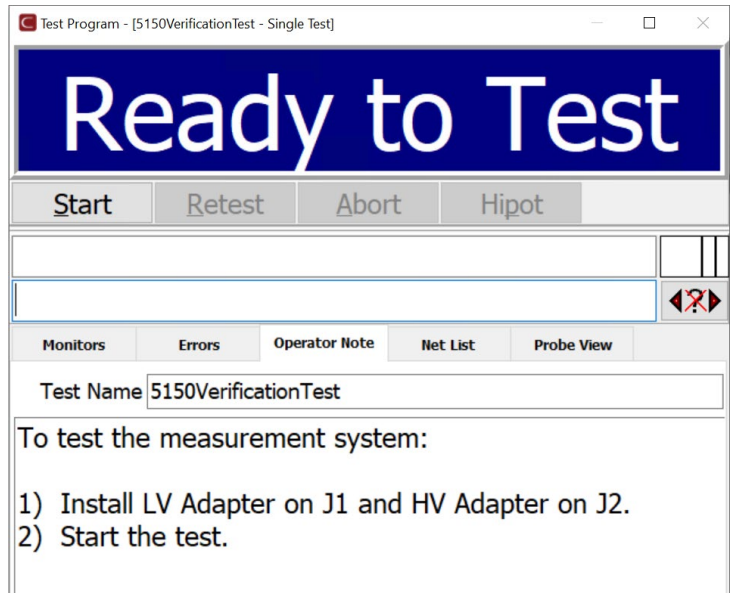 Test Program - [5150VerificationTest - Single Test]
Ready to Test
Start Retest Abort Hipot
Monitors Errors Operator Note Net List Probe View
Test Name 5150VerificationTest
To test the measurement system:
1) Install LV Adapter on J1 and HV Adapter on J2.
2) Start the test.